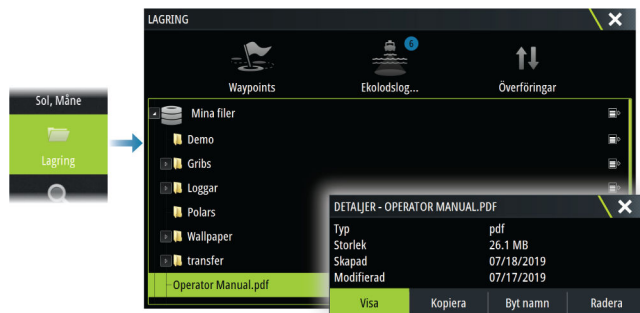 Sol, Måne
Lagring
LAGRING
Waypoints
Ekolodslog...
6
Överföringar
Mina filer
Demo
Gribs
Loggar
Polars
Wallpaper
transfer
Operator Manual.pdf
DETALJER - OPERATOR MANUAL.PDF
Typ pdf
Storlek 26.1 MB
Skapad 07/18/2019
Modifierad 07/17/2019
Visa Kopiera Byt namn Radera